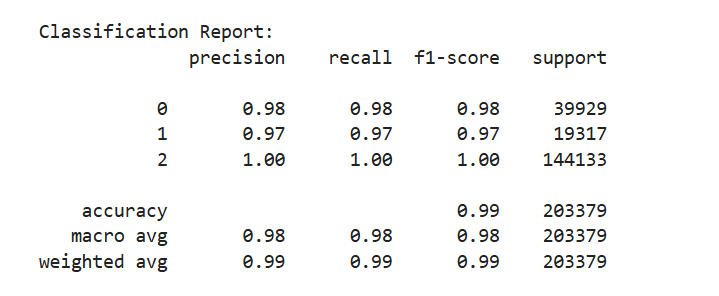 Classification Report:
precision recall f1-score support
0 0.98 0.98 0.98 39929
1 0.97 0.97 0.97 19317
2 1.00 1.00 1.00 144133
accuracy 0.99 203379
macro avg 0.98 0.98 0.98 203379
weighted avg 0.99 0.99 0.99 203379